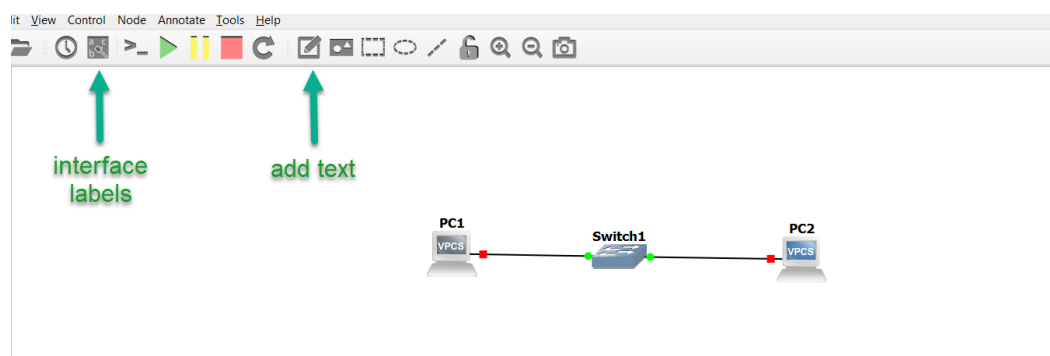 lit View Control Node Annotate Tools Help
interface
labels
add text
PC1
VPCS
Switch1
PC2
VPCS